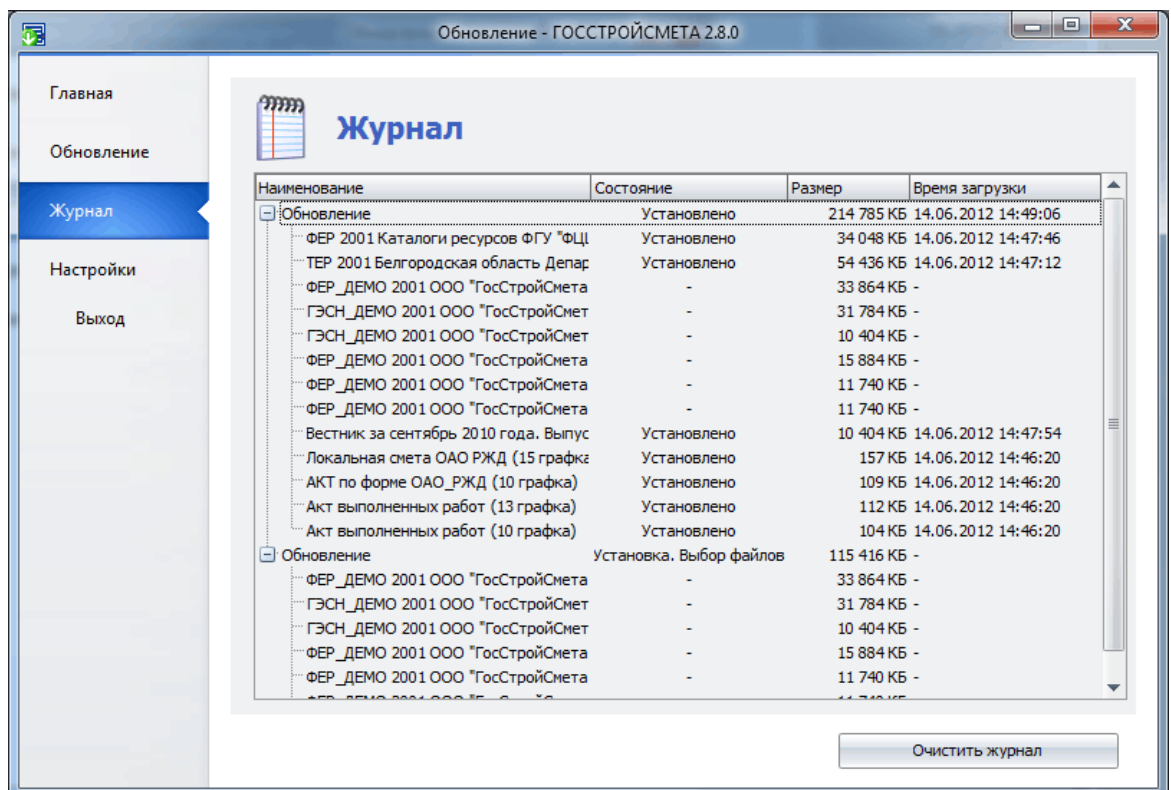 Обновление - ГОССТРОЙСМЕТА 2.8.0
Главная
Обновление
Журнал
Настройки
Выход
Журнал
Наименование Состояние Размер Время загрузки
Обновление Установлено 214 785 КБ 14.06.2012 14:49:06
ФЕР 2001 Каталоги ресурсов ФГУ "ФЦЦ Установлено 34 048 КБ 14.06.2012 14:47:46
ТЕР 2001 Белгородская область Депар Установлено 54 436 КБ 14.06.2012 14:47:12
ФЕР_ДЕМО 2001 ООО "ГосСтройСмета - 33 864 КБ -
ГЭСН_ДЕМО 2001 ООО "ГосСтройСмет - 31 784 КБ -
ГЭСН_ДЕМО 2001 ООО "ГосСтройСмет - 10 404 КБ -
ФЕР_ДЕМО 2001 ООО "ГосСтройСмета - 15 884 КБ -
ФЕР_ДЕМО 2001 ООО "ГосСтройСмета - 11 740 КБ -
ФЕР_ДЕМО 2001 ООО "ГосСтройСмета - 11 740 КБ -
Вестник за сентябрь 2010 года. Выпус Установлено 10 404 КБ 14.06.2012 14:47:54
Локальная смета ОАО РЖД (15 графка Установлено 157 КБ 14.06.2012 14:46:20
АКТ по форме ОАО_РЖД (10 графка) Установлено 109 КБ 14.06.2012 14:46:20
Акт выполненных работ (13 графка) Установлено 112 КБ 14.06.2012 14:46:20
Акт выполненных работ (10 графка) Установлено 104 КБ 14.06.2012 14:46:20
Обновление Установка. Выбор файлов 115 416 КБ -
ФЕР_ДЕМО 2001 ООО "ГосСтройСмета - 33 864 КБ -
ГЭСН_ДЕМО 2001 ООО "ГосСтройСмет - 31 784 КБ -
ГЭСН_ДЕМО 2001 ООО "ГосСтройСмет - 10 404 КБ -
ФЕР_ДЕМО 2001 ООО "ГосСтройСмета - 15 884 КБ -
ФЕР_ДЕМО 2001 ООО "ГосСтройСмета - 11 740 КБ -
Очистить журнал